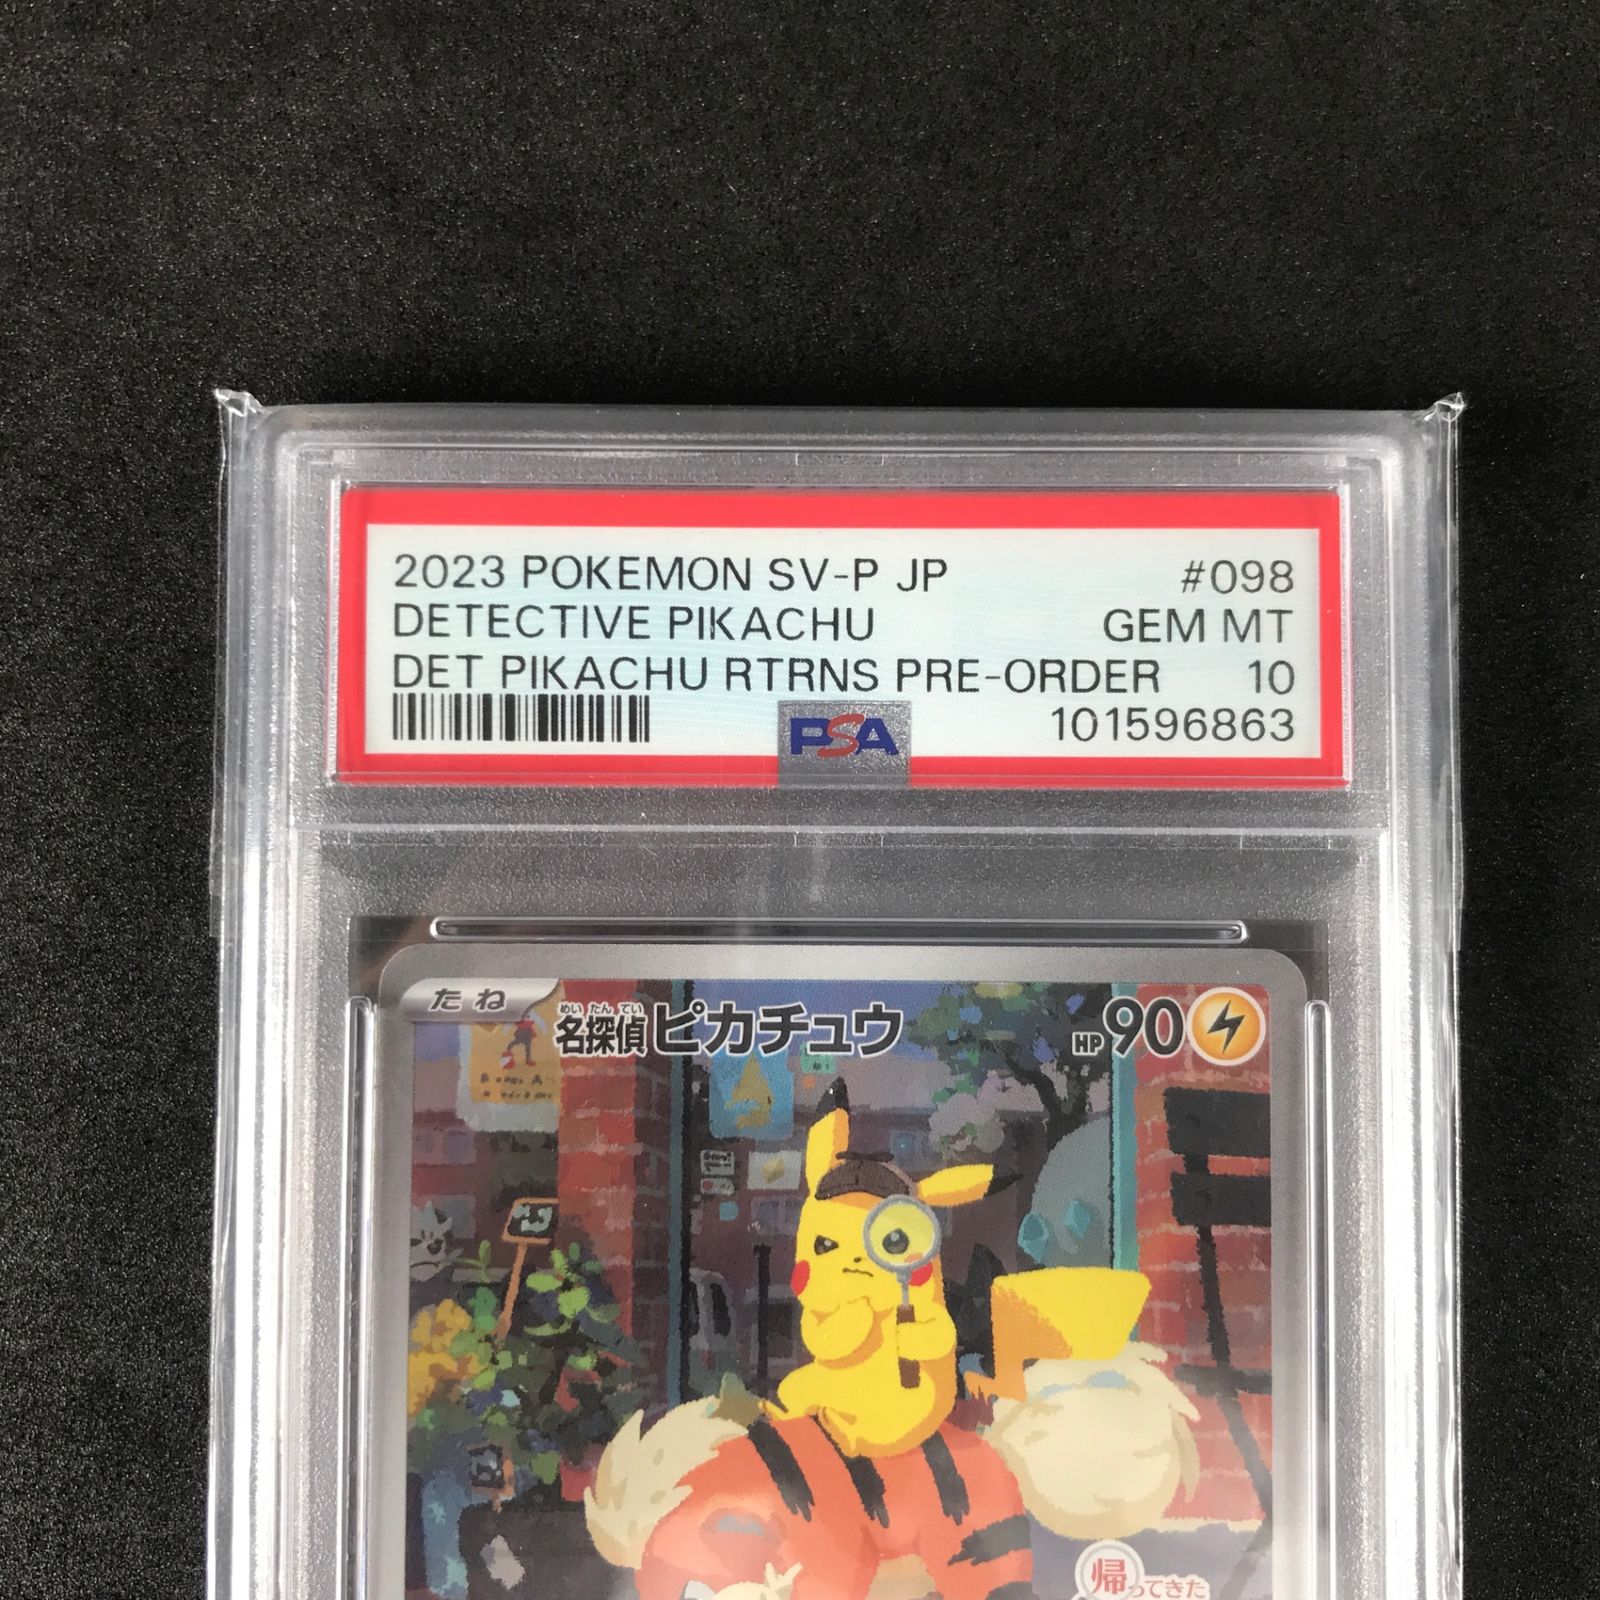 2023 POKEMON SV-P JP #098
DETECTIVE PIKACHU GEM MT
DET PIKACHU RTRNS PRE-ORDER 10
PSA 101596863
たね
めいたんてい
名探偵ピカチュウ HP90
帰ってきた